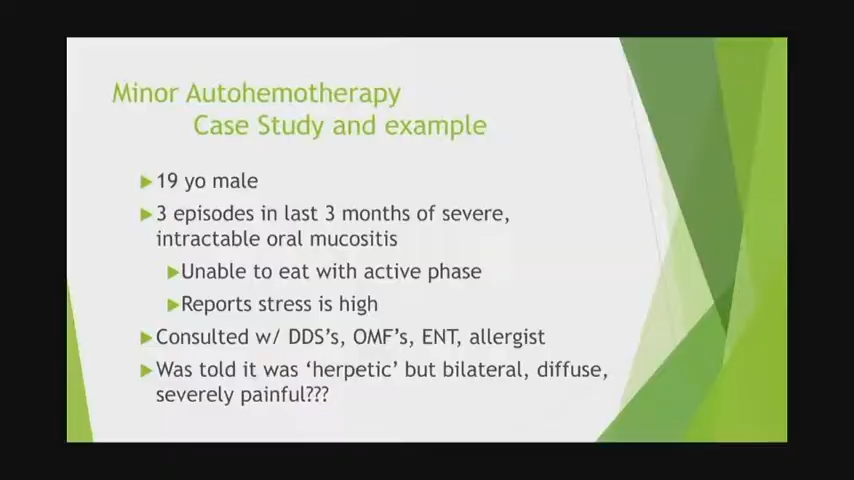 Minor Autohemotherapy
Case Study and example
19 yo male
3 episodes in last 3 months of severe,
intractable oral mucositis
Unable to eat with active phase
Reports stress is high
Consulted w/ DDS's, OMF's, ENT, allergist
Was told it was 'herpetic' but bilateral, diffuse,
severely painful???